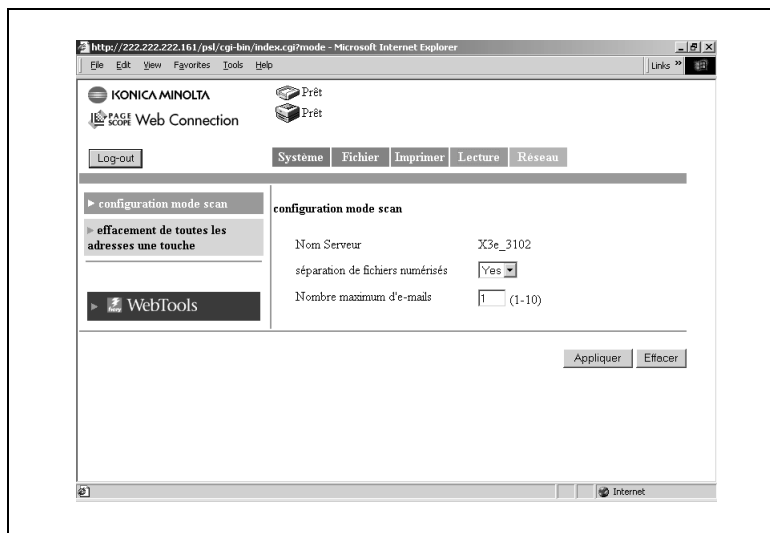 http://222.222.222.161/psl/cgi-bin/index.cgi?mode - Microsoft Internet Explorer
File Edit View Favorites Tools Help
Links »
KONICA MINOLTA
Prêt
PAGE SCOPE Web Connection
Prêt
Log-out
Système Fichier Imprimer Lecture Réseau
configuration mode scan
configuration mode scan
effacement de toutes les
adresses une touche
Nom Serveur X3e_3102
séparation de fichiers numérisés Yes
Nombre maximum d'e-mails 1 (1-10)
fiery WebTools
Appliquer Effacer
Internet